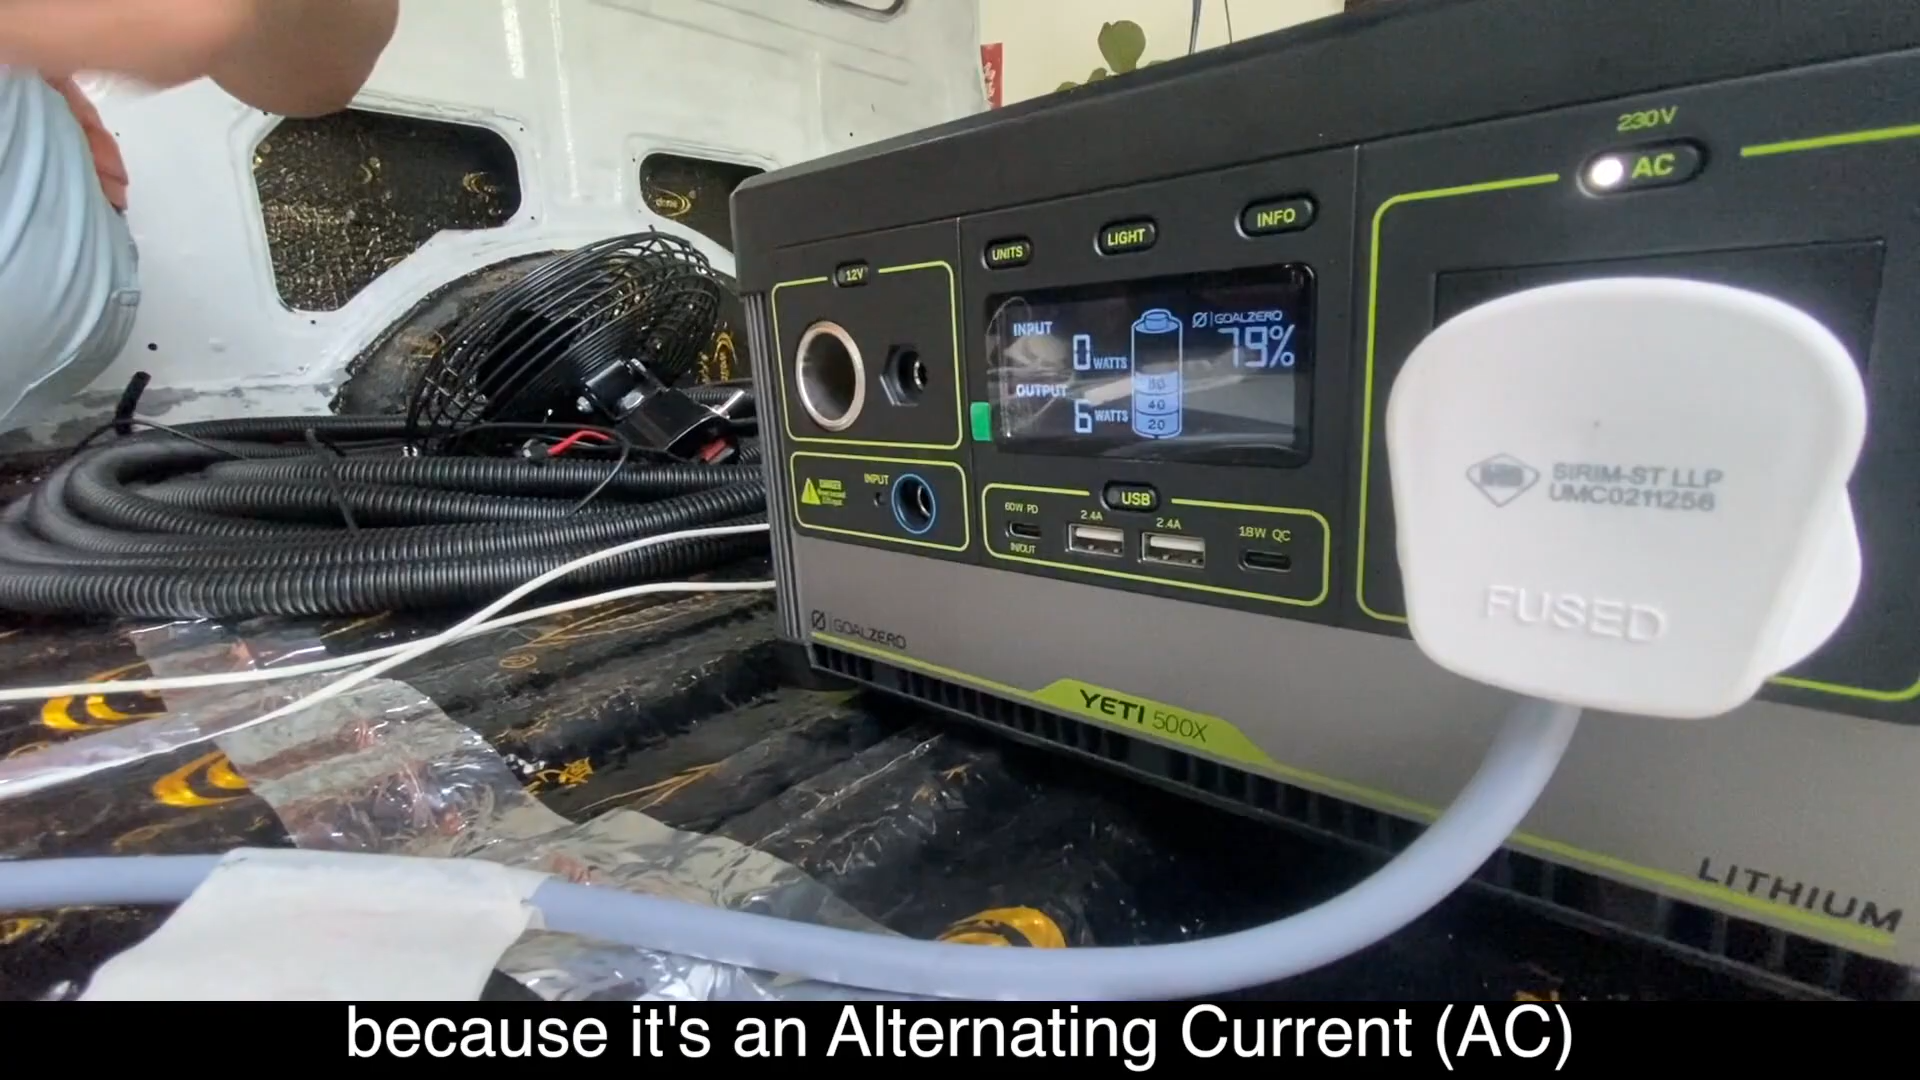 230V
AC
INFO
LIGHT
UNITS
12V
GOALZERO
INPUT
79%
0 WATTS
OUTPUT
6 WATTS
80
40
20
INPUT
USB
60W PD
2.4A
2.4A
18W QC
IN/OUT
SIRIM-ST LLP
UMC0211256
FUSED
GOALZERO
YETI 500X
LITHIUM
because it's an Alternating Current (AC)